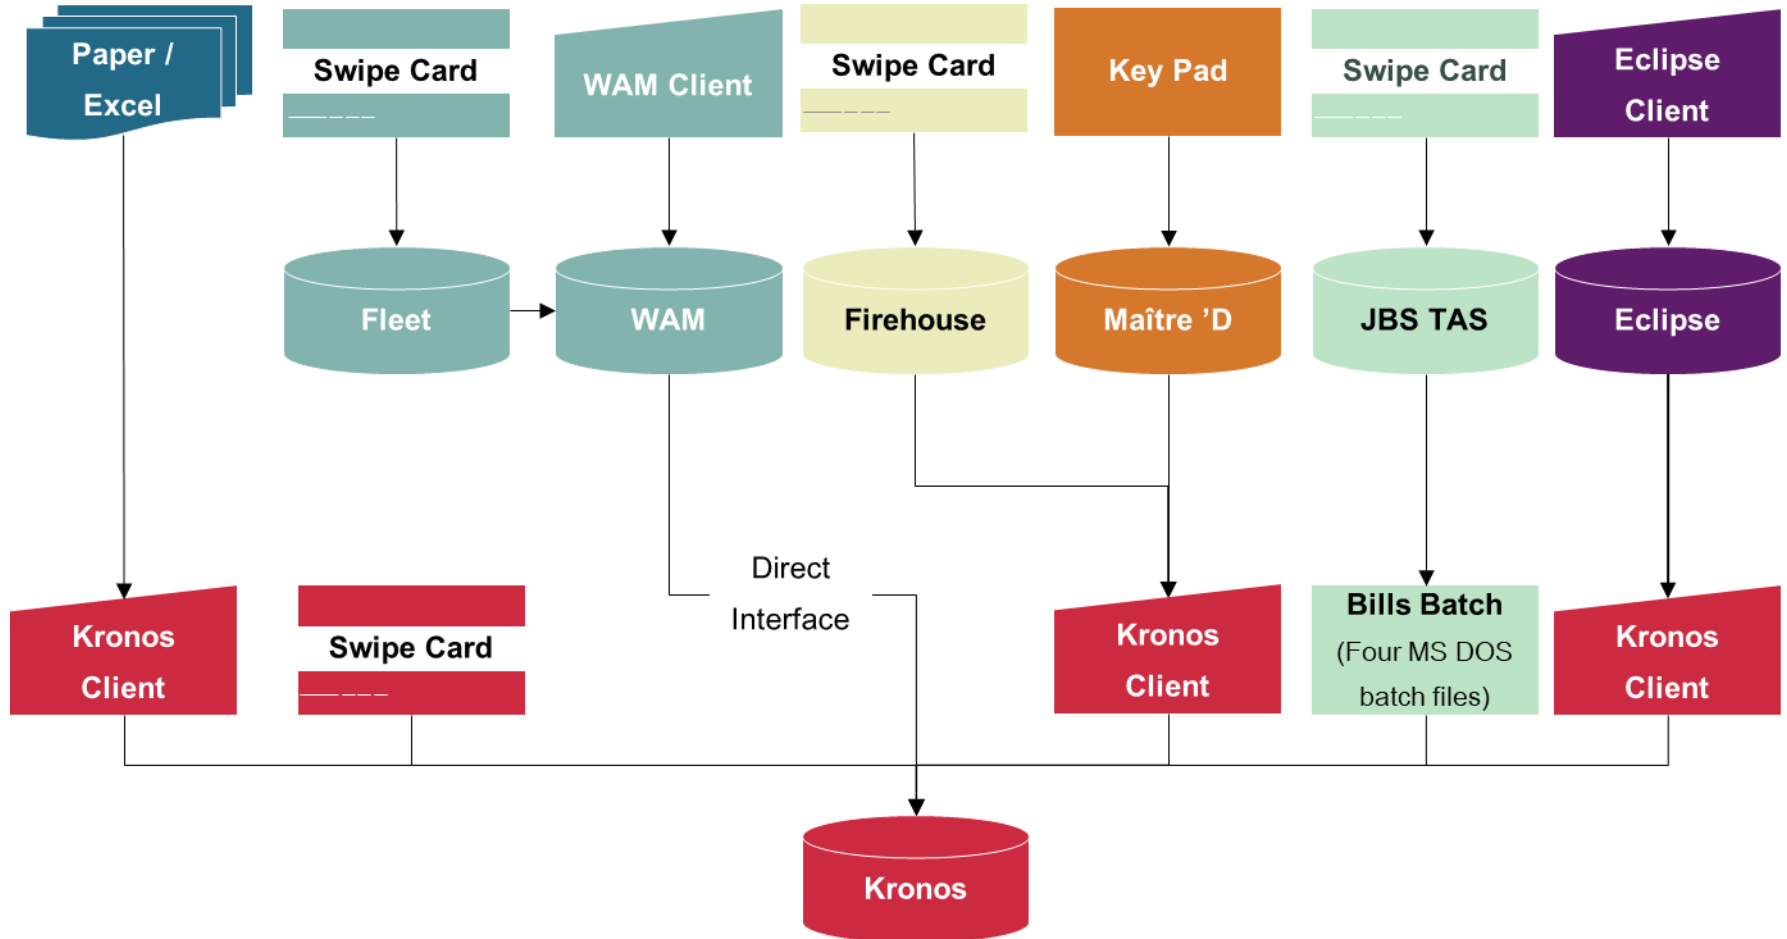 Paper /
Excel
Swipe Card
WAM Client
Swipe Card
Key Pad
Swipe Card
Eclipse
Client
Fleet
WAM
Firehouse
Maître ’D
JBS TAS
Eclipse
Direct
Interface
Kronos
Client
Swipe Card
Kronos
Client
Bills Batch
(Four MS DOS
batch files)
Kronos
Client
Kronos